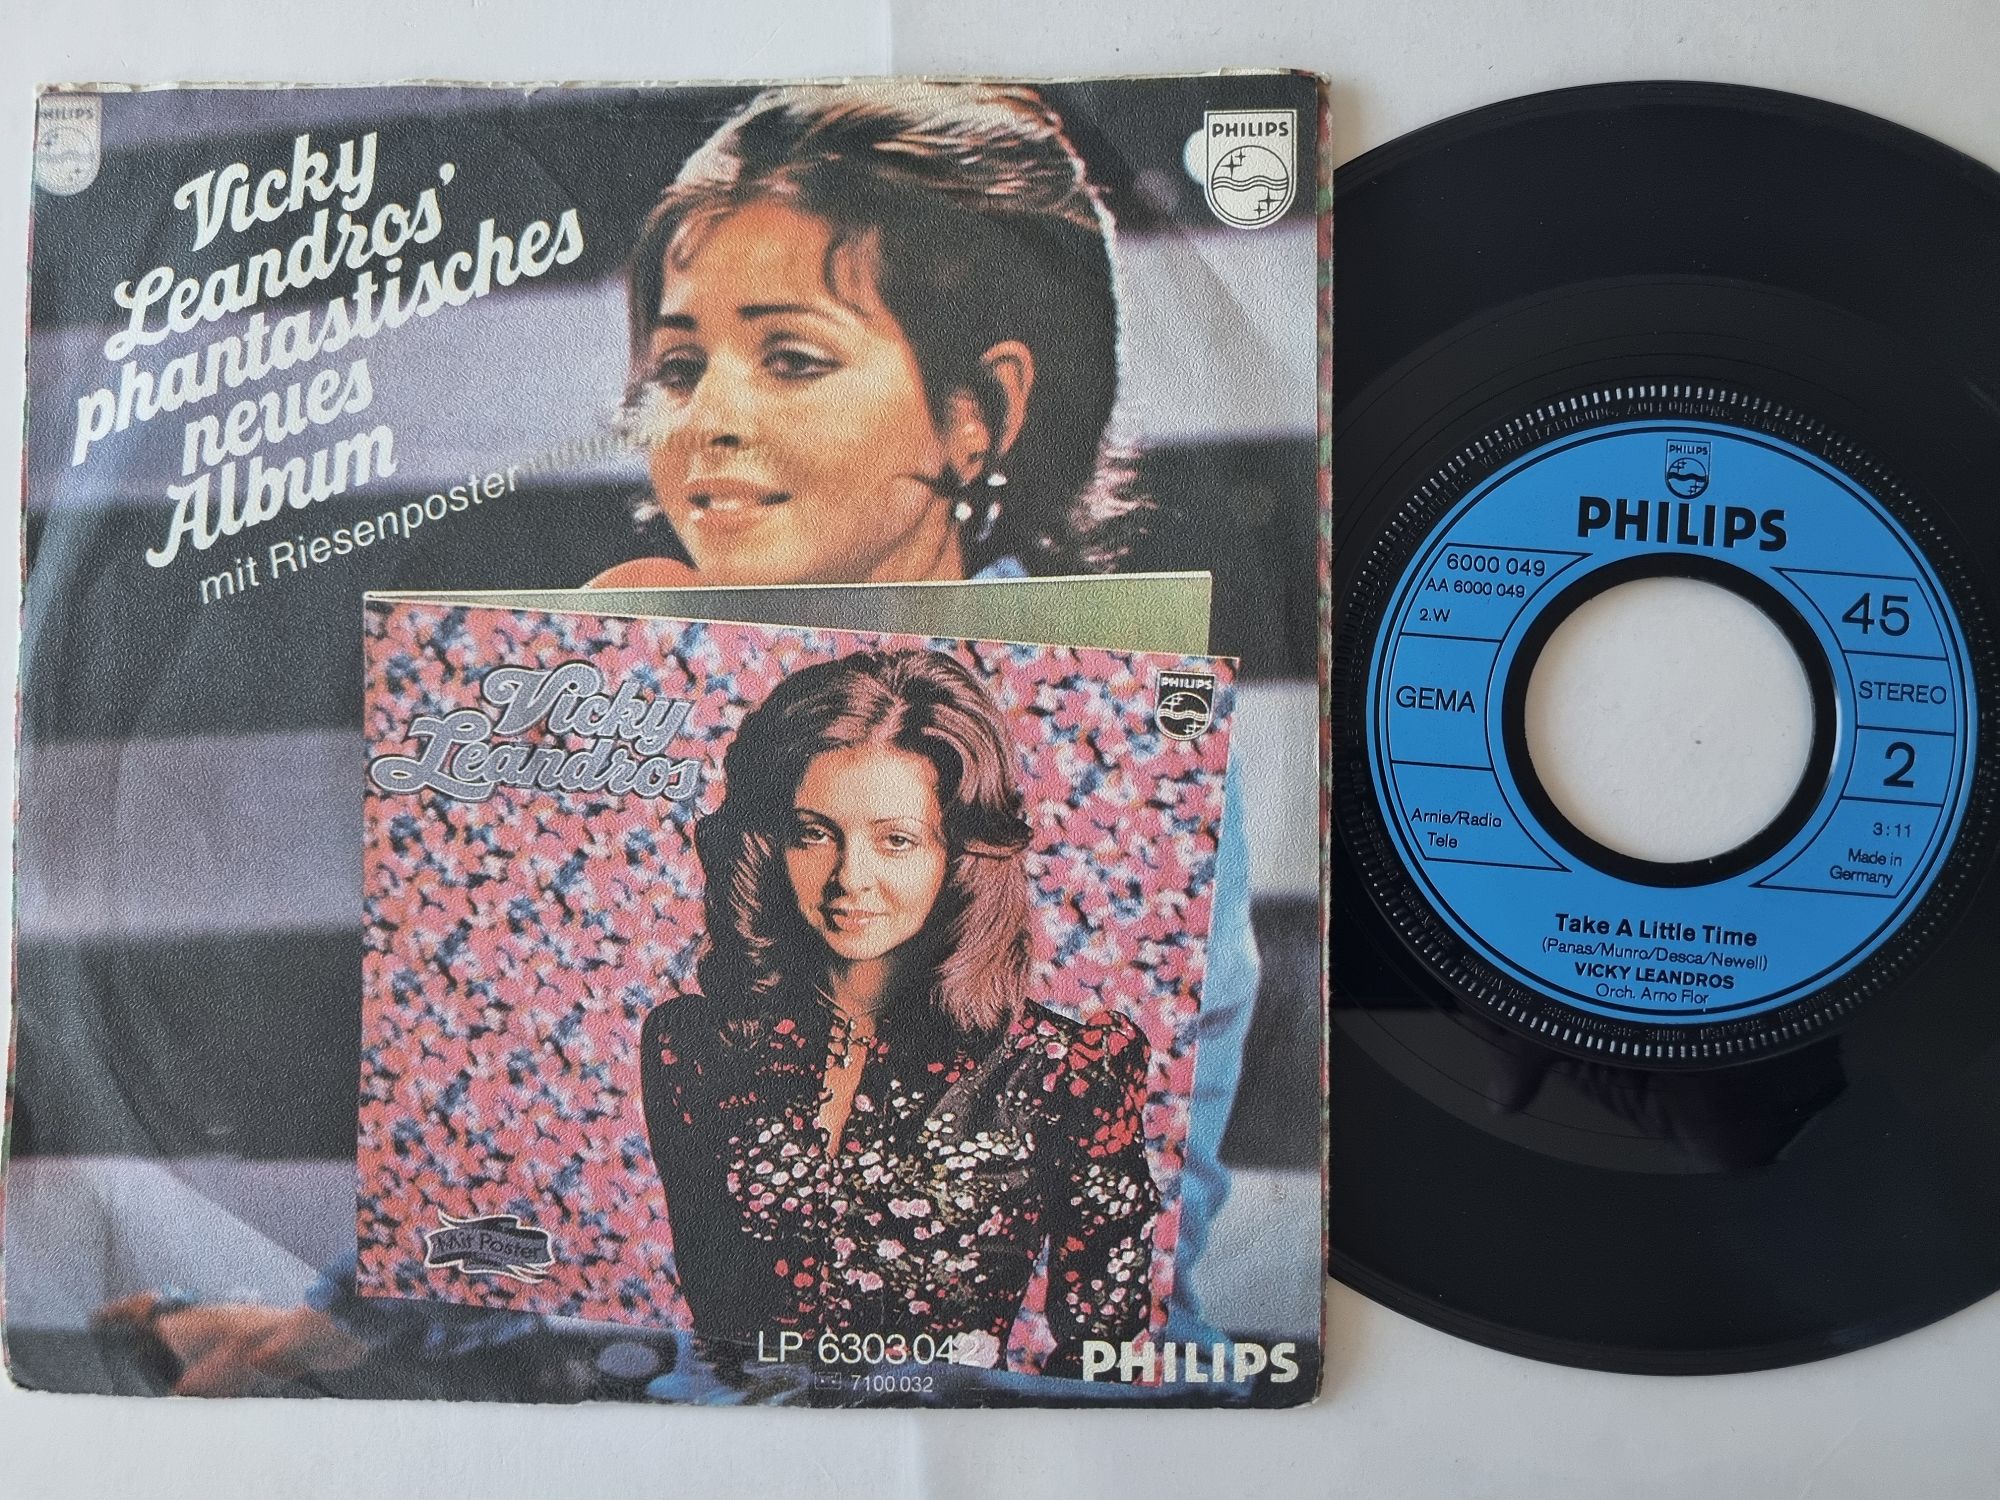 PHILIPS
Vicky
Leandros'
phantastisches
neues
Album
mit Riesenposter
PHILIPS
Vicky
Leandros
PHILIPS
Mit Poster
LP 6303 042
7100 032
PHILIPS
PHILIPS
PHILIPS
6000 049
AA 6000 049
2.W
GEMA
Arnie/Radio
Tele
45
STEREO
2
3:11
Made in
Germany
Take A Little Time
(Panas/Munro/Desca/Newell)
VICKY LEANDROS
Orch. Arno Flor